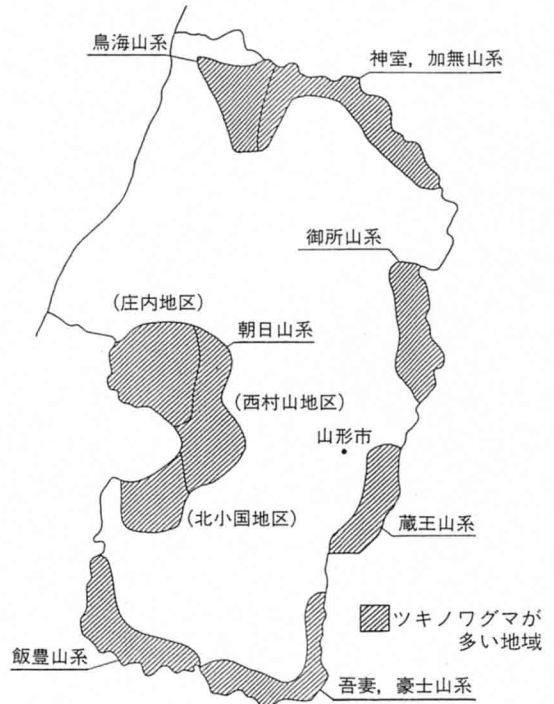 鳥海山系
神室，加無山系
御所山系
(庄内地区)
朝日山系
(西村山地区)
山形市
(北小国地区)
蔵王山系
ツキノワグマが
多い地域
飯豊山系
吾妻，豪士山系